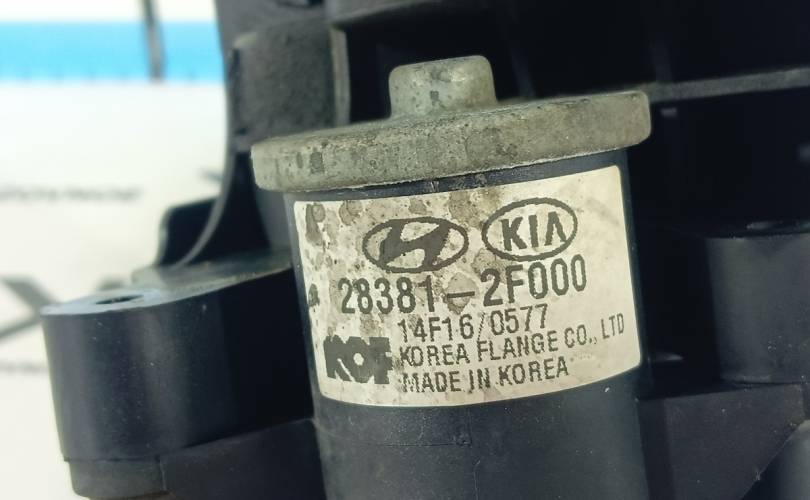 KIA
28381-2F000
14F16/0577
KOF KOREA FLANGE CO., LTD
MADE IN KOREA